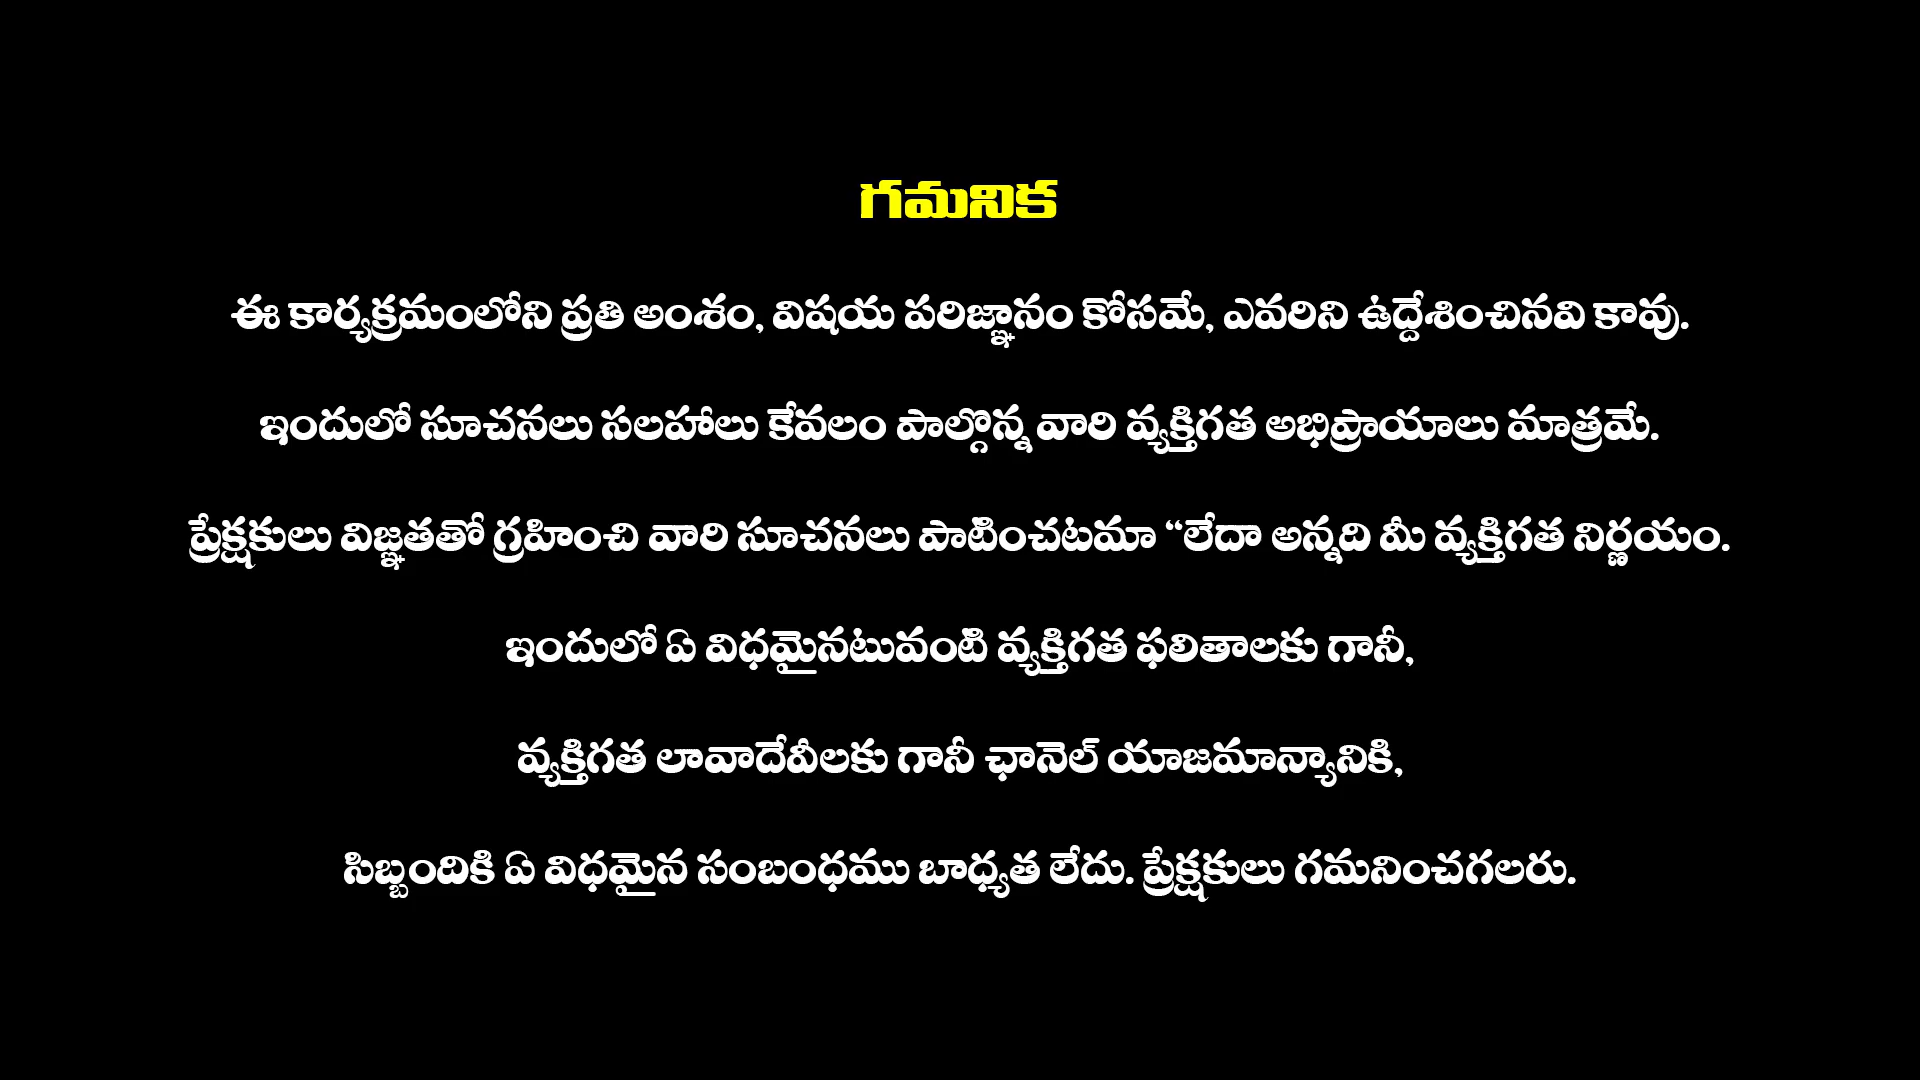 గమనిక
ఈ కార్యక్రమంలోని ప్రతి అంశం, విషయ పరిజ్ఞానం కోసమే, ఎవరిని ఉద్దేశించినవి కావు.
ఇందులో సూచనలు సలహాలు కేవలం పాల్గొన్న వారి వ్యక్తిగత అభిప్రాయాలు మాత్రమే.
ప్రేక్షకులు విజ్ఞతతో గ్రహించి వారి సూచనలు పాటించటమా “లేదా అన్నది మీ వ్యక్తిగత నిర్ణయం.
ఇందులో ఏ విధమైనటువంటి వ్యక్తిగత ఫలితాలకు గానీ,
వ్యక్తిగత లావాదేవీలకు గానీ ఛానెల్ యాజమాన్యానికి,
సిబ్బందికి ఏ విధమైన సంబంధము బాధ్యత లేదు. ప్రేక్షకులు గమనించగలరు.